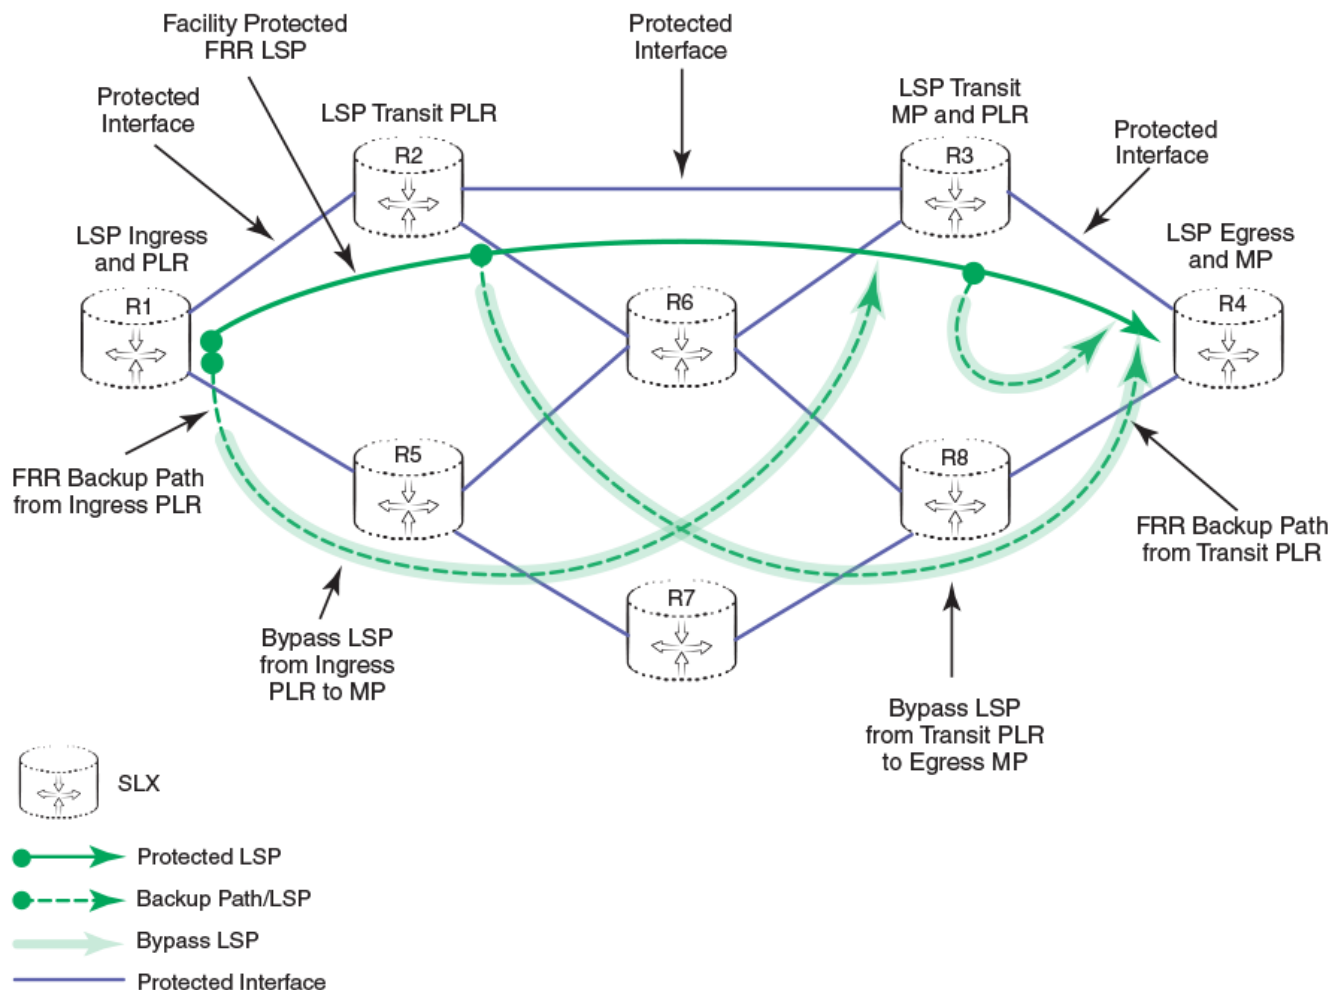 Facility Protected
FRR LSP
Protected
Interface
Protected
Interface
LSP Transit PLR
LSP Transit
MP and PLR
Protected
Interface
R2
R3
LSP Ingress
and PLR
LSP Egress
and MP
R1
R6
R4
R5
R8
FRR Backup Path
from Ingress PLR
FRR Backup Path
from Transit PLR
R7
Bypass LSP
from Ingress
PLR to MP
Bypass LSP
from Transit PLR
to Egress MP
SLX
Protected LSP
Backup Path/LSP
Bypass LSP
Protected Interface